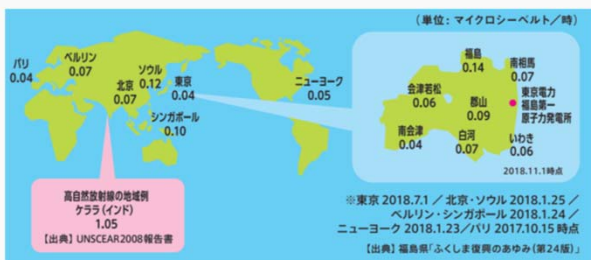 (単位：マイクロシーベルト／時)
パリ
0.04
ベルリン
0.07
ソウル
0.12
北京
0.07
東京
0.04
シンガポール
0.10
ニューヨーク
0.05
福島
0.14
南相馬
0.07
会津若松
0.06
郡山
0.09
東京電力
福島第一
原子力発電所
南会津
0.04
白河
0.07
いわき
0.06
2018.11.1時点
高自然放射線の地域例
ケララ(インド)
1.05
【出典】UNSCEAR2008報告書
※東京 2018.7.1 ／ 北京・ソウル 2018.1.25 ／
ベルリン・シンガポール 2018.1.24 ／
ニューヨーク 2018.1.23／パリ 2017.10.15 時点
【出典】福島県「ふくしま復興のあゆみ(第24版)」